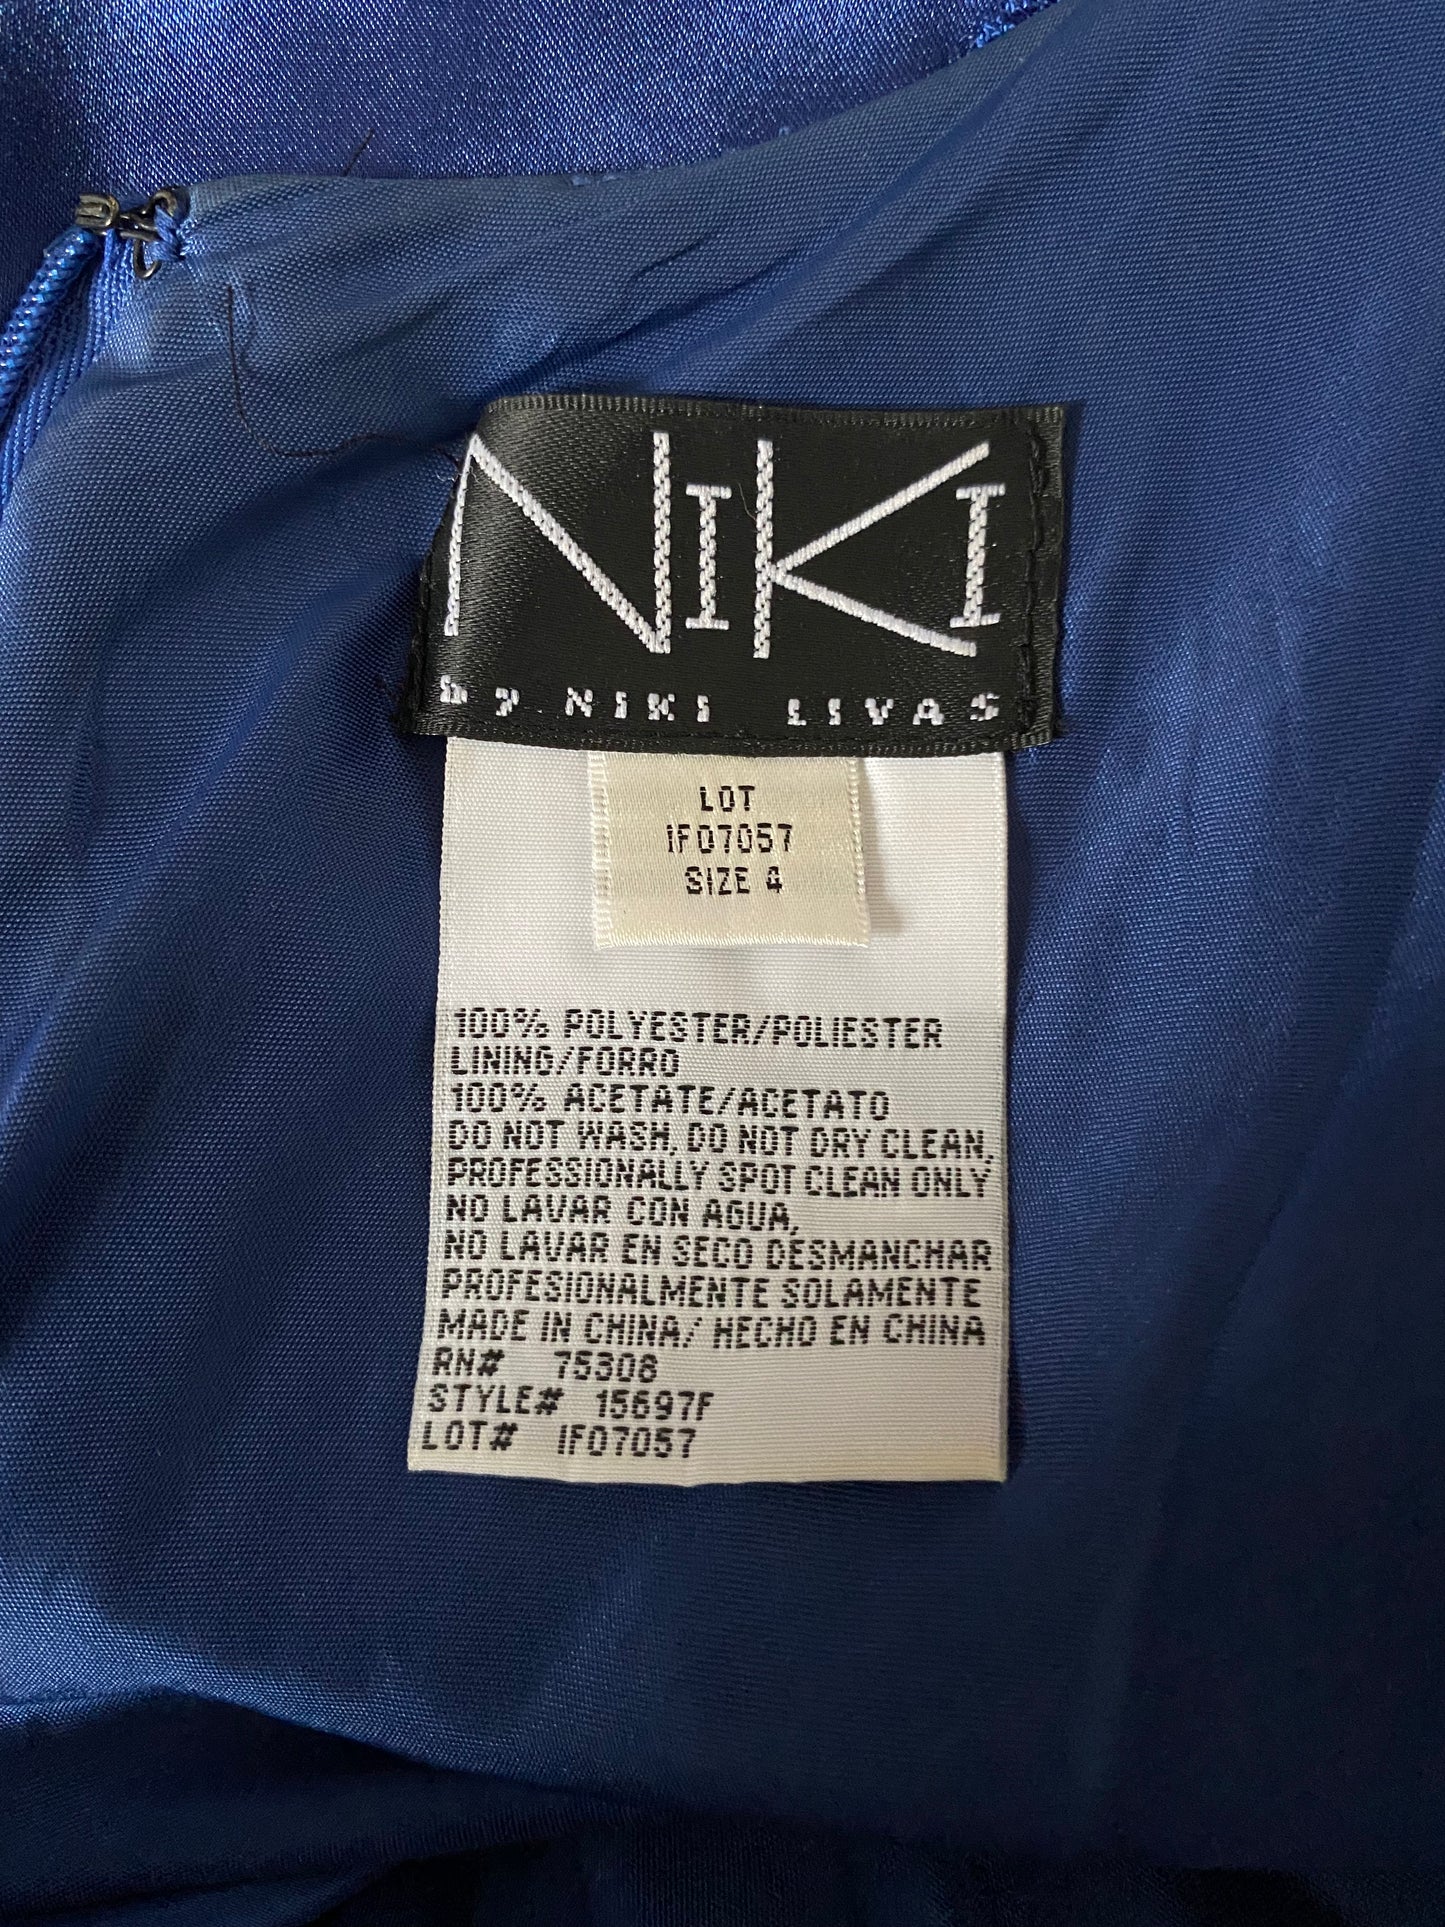 NIKI
by NIKI LIVAS
LOT
IF07057
SIZE 4
100% POLYESTER/POLIESTER
LINING/FORRO
100% ACETATE/ACETATO
DO NOT WASH, DO NOT DRY CLEAN,
PROFESSIONALLY SPOT CLEAN ONLY
NO LAVAR CON AGUA,
NO LAVAR EN SECO DESMANCHAR
PROFESIONALMENTE SOLAMENTE
MADE IN CHINA/ HECHO EN CHINA
RN# 75308
STYLE# 15697F
LOT# IF07057